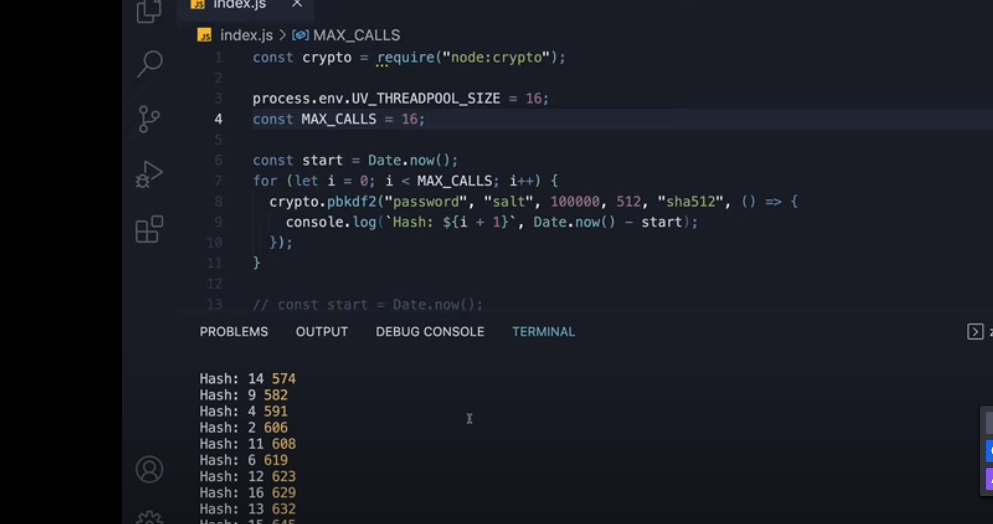 JS index.js ×
JS index.js > MAX_CALLS
1 const crypto = require("node:crypto");
2
3 process.env.UV_THREADPOOL_SIZE = 16;
4 const MAX_CALLS = 16;
5
6 const start = Date.now();
7 for (let i = 0; i < MAX_CALLS; i++) {
8 crypto.pbkdf2("password", "salt", 100000, 512, "sha512", () => {
9 console.log(`Hash: ${i + 1}`, Date.now() - start);
10 });
11 }
12
13 // const start = Date.now();
PROBLEMS OUTPUT DEBUG CONSOLE TERMINAL
Hash: 14 574
Hash: 9 582
Hash: 4 591
Hash: 2 606
Hash: 11 608
Hash: 6 619
Hash: 12 623
Hash: 16 629
Hash: 13 632
Hash: 15 645